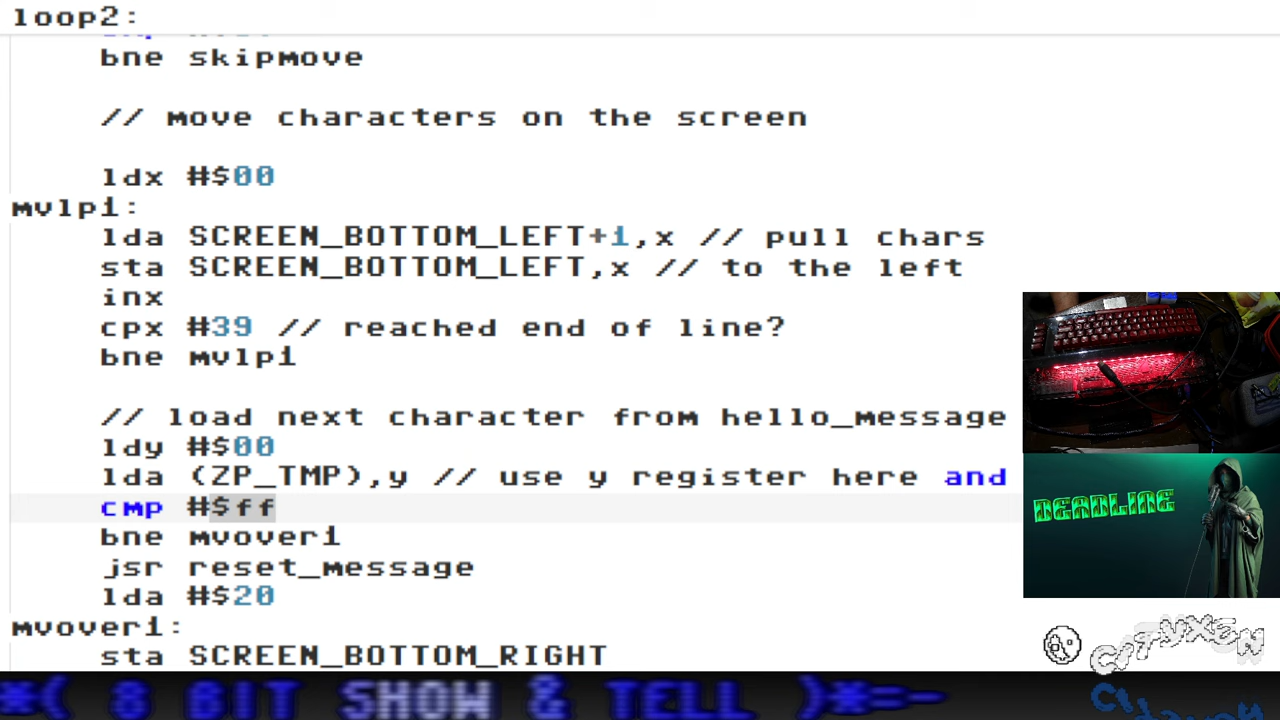 loop2:
bne skipmove
// move characters on the screen
ldx #$00
mvlp1:
lda SCREEN_BOTTOM_LEFT+1,x // pull chars
sta SCREEN_BOTTOM_LEFT,x // to the left
inx
cpx #39 // reached end of line?
bne mvlp1
// load next character from hello_message
ldy #$00
lda (ZP_TMP),y // use y register here and
cmp #$ff
bne mvover1
jsr reset_message
lda #$20
mvover1:
sta SCREEN_BOTTOM_RIGHT
DEADLINE
CITYXEN
*( 8 BIT SHOW & TELL )*=-